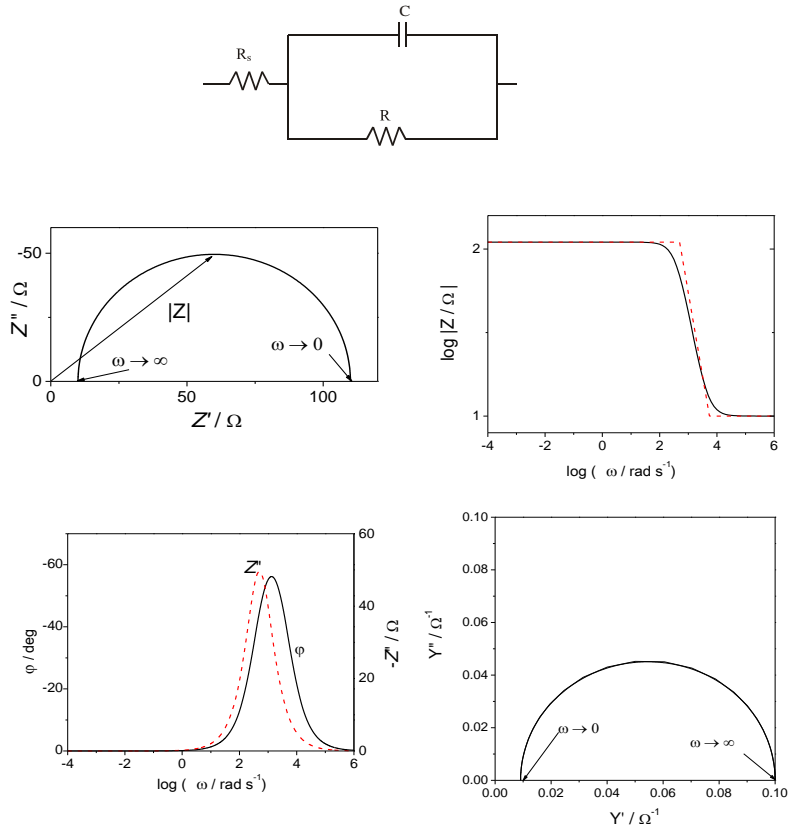 C
R_s
R
-50
-25
0
Z'' / Ω
|Z|
ω → ∞
ω → 0
0 50 100
Z' / Ω
2
1
log |Z / Ω|
-4 -2 0 2 4 6
log ( ω / rad s⁻¹)
-60
-40
-20
0
φ / deg
Z''
φ
60
40
20
0
-Z'' / Ω
-4 -2 0 2 4 6
log ( ω / rad s⁻¹)
0.10
0.08
0.06
0.04
0.02
0.00
Y'' / Ω⁻¹
ω → 0
ω → ∞
0.00 0.02 0.04 0.06 0.08 0.10
Y' / Ω⁻¹